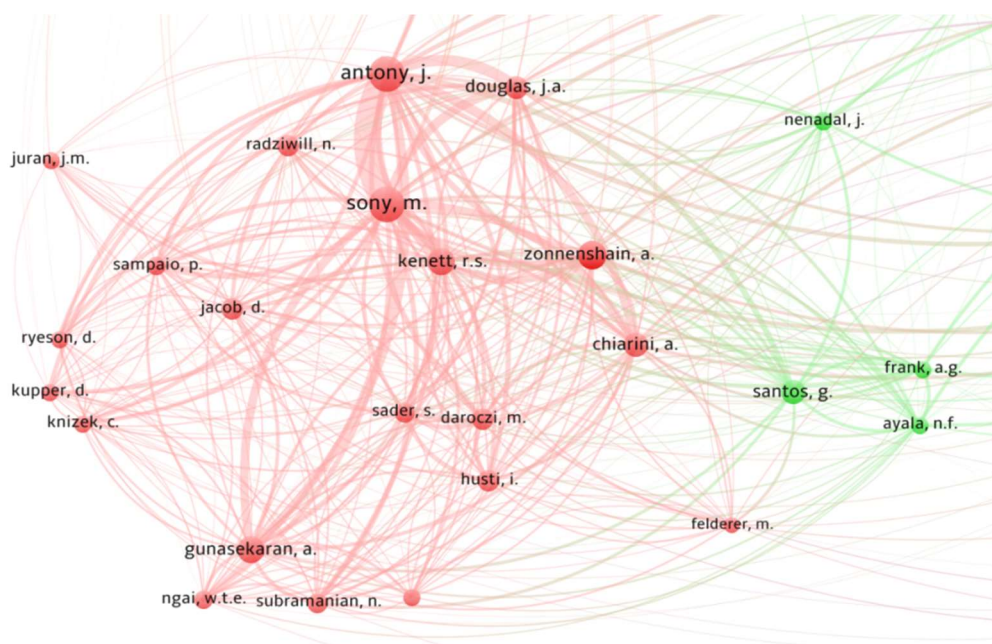 antony, j.
douglas, j.a.
nenadal, j.
radziwill, n.
juran, j.m.
sony, m.
zonnenshain, a.
kenett, r.s.
sampaio, p.
jacob, d.
ryeson, d.
chiarini, a.
frank, a.g.
kupper, d.
santos, g.
sader, s.
daroczi, m.
knizek, c.
ayala, n.f.
husti, i.
felderer, m.
gunasekaran, a.
ngai, w.t.e.
subramanian, n.